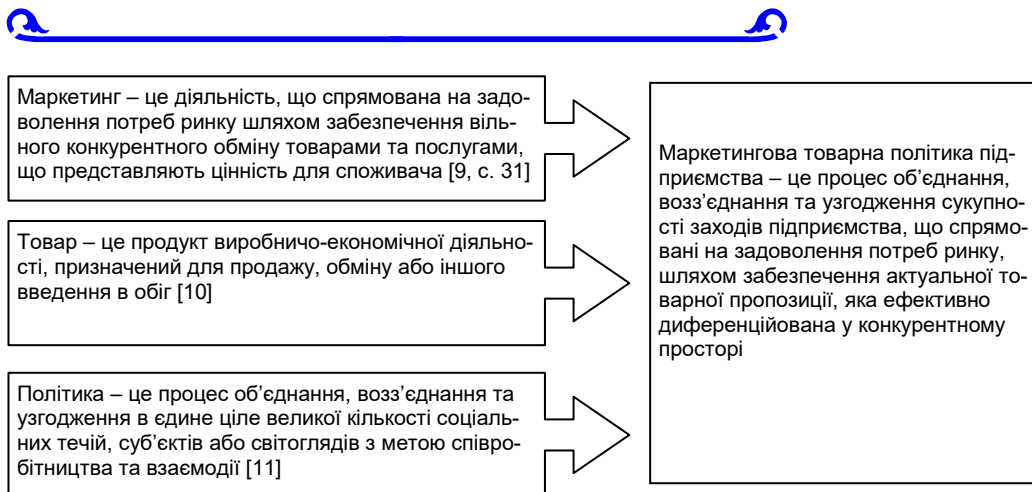 Маркетинг – це діяльність, що спрямована на задо-
волення потреб ринку шляхом забезпечення віль-
ного конкурентного обміну товарами та послугами,
що представляють цінність для споживача [9, с. 31]
Товар – це продукт виробничо-економічної діяльно-
сті, призначений для продажу, обміну або іншого
введення в обіг [10]
Політика – це процес об’єднання, возз’єднання та
узгодження в єдине ціле великої кількості соціаль-
них течій, суб’єктів або світоглядів з метою співро-
бітництва та взаємодії [11]
Маркетингова товарна політика під-
приємства – це процес об’єднання,
возз’єднання та узгодження сукупно-
сті заходів підприємства, що спрямо-
вані на задоволення потреб ринку,
шляхом забезпечення актуальної то-
варної пропозиції, яка ефективно
диференційована у конкурентному
просторі